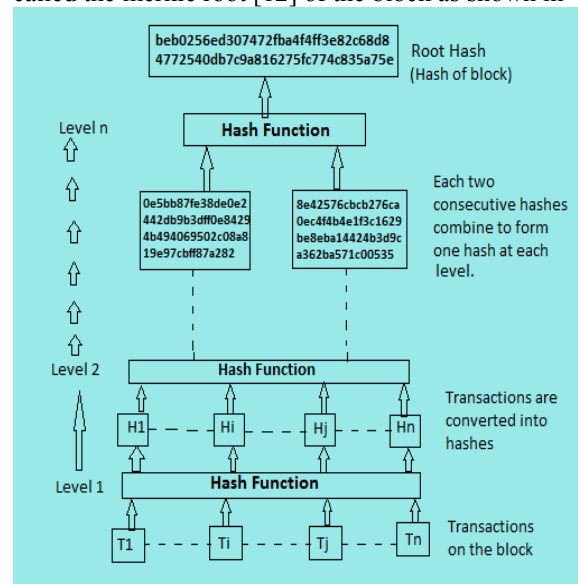 called the merkle root [12] of the block as shown in
beb0256ed307472fba4f4ff3e82c68d8
4772540db7c9a816275fc774c835a75e
Root Hash
(Hash of block)
Level n
Hash Function
0e5bb87fe38de0e2
442db9b3dff0e8429
4b494069502c08a8
19e97cbff87a282
8e42576cbcb276ca
0ec4f4b4e1f3c1629
be8eba14424b3d9c
a362ba571c00535
Each two
consecutive hashes
combine to form
one hash at each
level.
Level 2
Hash Function
H1
Hi
Hj
Hn
Transactions are
converted into
hashes
Level 1
Hash Function
T1
Ti
Tj
Tn
Transactions
on the block